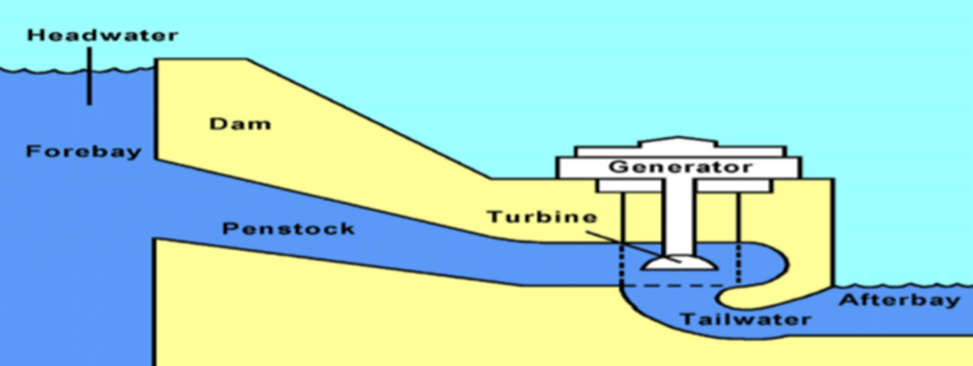 Headwater
Dam
Forebay
Generator
Penstock
Turbine
Afterbay
Tailwater